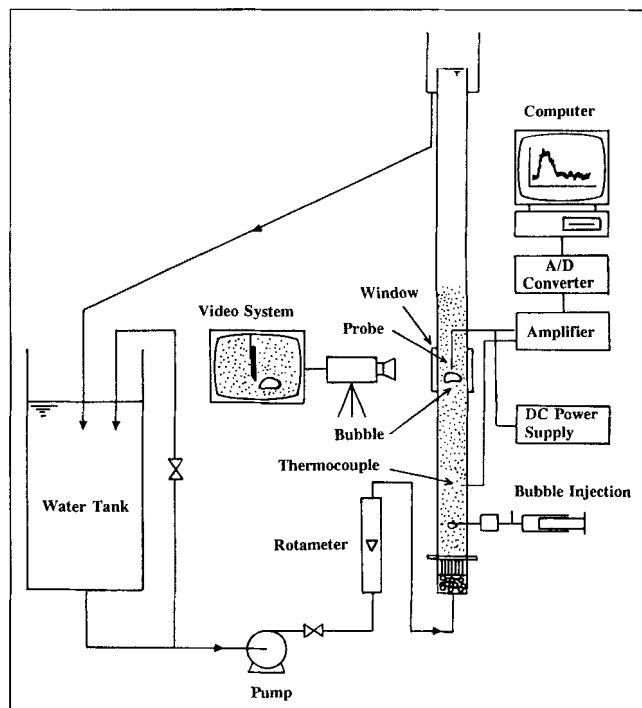 Computer
A/D
Converter
Window
Video System
Probe
Amplifier
Bubble
DC Power
Supply
Thermocouple
Bubble Injection
Water Tank
Rotameter
Pump